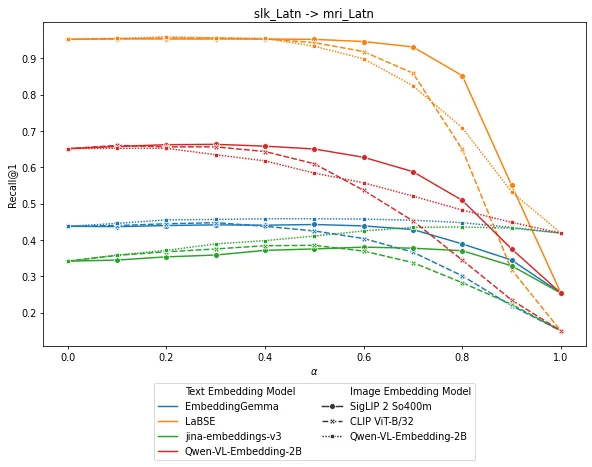 slk_Latn -> mri_Latn
Recall@1
0.9
0.8
0.7
0.6
0.5
0.4
0.3
0.2
0.0 0.2 0.4 0.6 0.8 1.0
α
Text Embedding Model
EmbeddingGemma
LaBSE
jina-embeddings-v3
Qwen-VL-Embedding-2B
Image Embedding Model
SigLIP 2 So400m
CLIP ViT-B/32
Qwen-VL-Embedding-2B